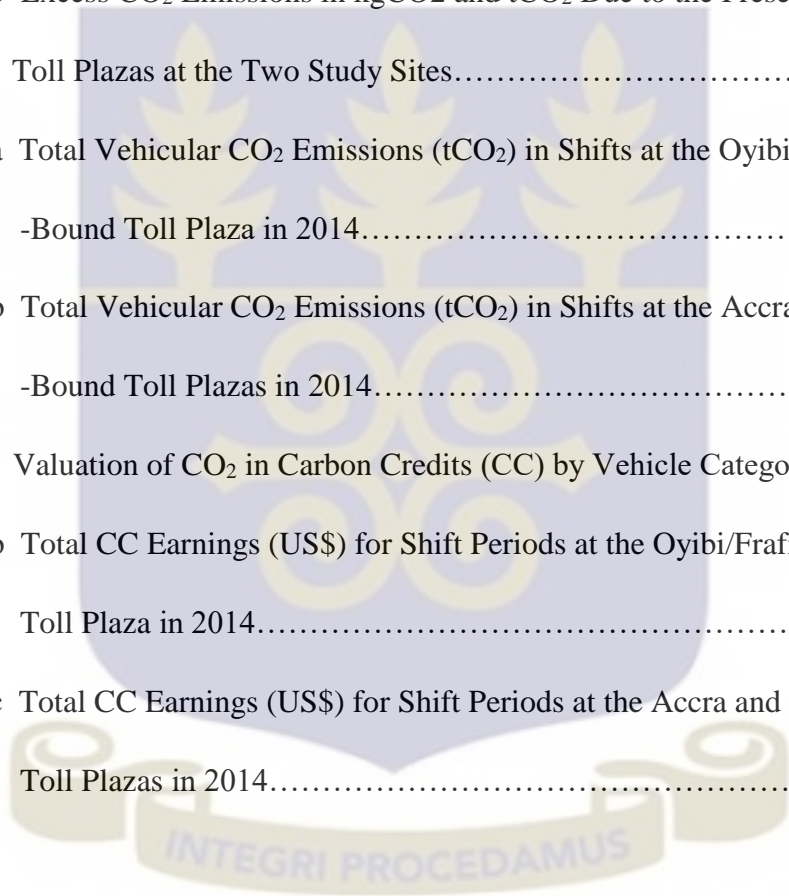 Excess CO₂ Emissions in kgCO2 and tCO₂ Due to the
Toll Plazas at the Two Study Sites……………………………
a Total Vehicular CO₂ Emissions (tCO₂) in Shifts at the Oyibi
-Bound Toll Plaza in 2014……………………………………
b Total Vehicular CO₂ Emissions (tCO₂) in Shifts at the Accra
-Bound Toll Plazas in 2014……………………………………
Valuation of CO₂ in Carbon Credits (CC) by Vehicle Catego
b Total CC Earnings (US$) for Shift Periods at the Oyibi/Fraf
Toll Plaza in 2014………………………………………………
c Total CC Earnings (US$) for Shift Periods at the Accra and
Toll Plazas in 2014……………………………………………
INTEGRI PROCEDAMUS